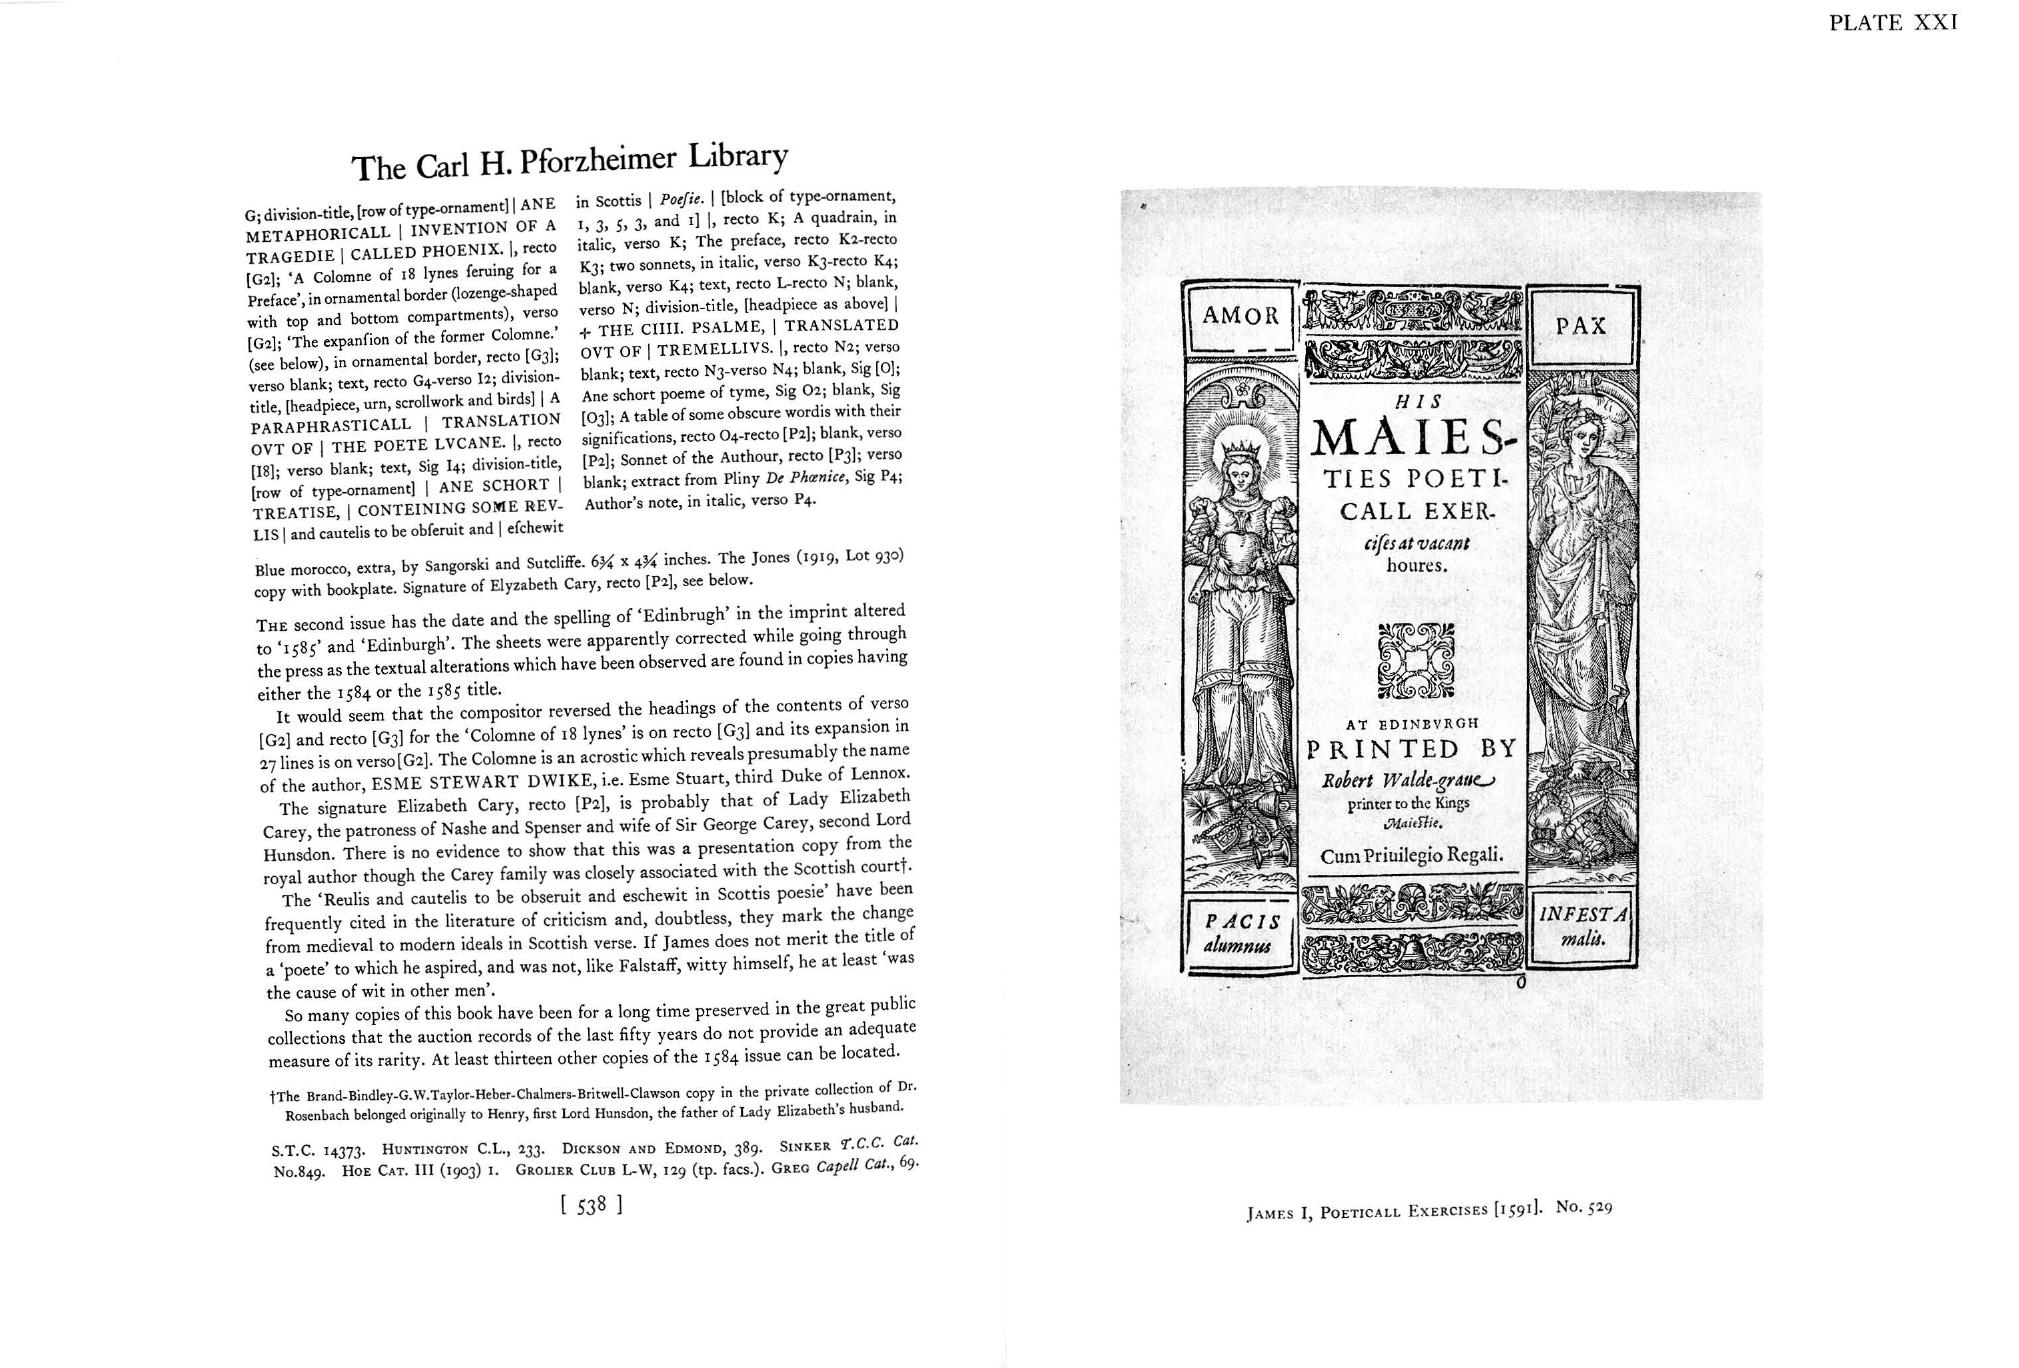 The Carl H. Pforzheimer Library
G; division-title, [row of type-ornament] | ANE
METAPHORICALL | INVENTION OF A
TRAGEDIE | CALLED PHOENIX. |, recto
[G2]; ‘A Colomne of 18 lynes ſeruing for a
Preface’, in ornamental border (lozenge-shaped
with top and bottom compartments), verso
[G2]; ‘The expanſion of the former Colomne.’
(see below), in ornamental border, recto [G3];
verso blank; text, recto G4-verso I2; division-
title, [headpiece, urn, scrollwork and birds] | A
PARAPHRASTICALL | TRANSLATION
OVT OF | THE POETE LVCANE. |, recto
[I8]; verso blank; text, Sig I4; division-title,
[row of type-ornament] | ANE SCHORT |
TREATISE, | CONTEINING SOME REV-
LIS | and cautelis to be obſeruit and | eſchewit
in Scottis | Poeſie. | [block of type-ornament,
1, 3, 5, 3, and 1] |, recto K; A quadrain, in
italic, verso K; The preface, recto K2-recto
K3; two sonnets, in italic, verso K3-recto K4;
blank, verso K4; text, recto L-recto N; blank,
verso N; division-title, [headpiece as above] |
✢ THE CIIII. PSALME, | TRANSLATED
OVT OF | TREMELLIVS. |, recto N2; verso
blank; text, recto N3-verso N4; blank, Sig [O];
Ane schort poeme of tyme, Sig O2; blank, Sig
[O3]; A table of some obscure wordis with their
significations, recto O4-recto [P2]; blank, verso
[P2]; Sonnet of the Authour, recto [P3]; verso
blank; extract from Pliny De Phœnice, Sig P4;
Author's note, in italic, verso P4.
Blue morocco, extra, by Sangorski and Sutcliffe. 6¾ x 4¾ inches. The Jones (1919, Lot 930)
copy with bookplate. Signature of Elyzabeth Cary, recto [P2], see below.
THE second issue has the date and the spelling of ‘Edinbrugh’ in the imprint altered
to ‘1585’ and ‘Edinburgh’. The sheets were apparently corrected while going through
the press as the textual alterations which have been observed are found in copies having
either the 1584 or the 1585 title.
It would seem that the compositor reversed the headings of the contents of verso
[G2] and recto [G3] for the ‘Colomne of 18 lynes’ is on recto [G3] and its expansion in
27 lines is on verso [G2]. The Colomne is an acrostic which reveals presumably the name
of the author, ESME STEWART DWIKE, i.e. Esme Stuart, third Duke of Lennox.
The signature Elizabeth Cary, recto [P2], is probably that of Lady Elizabeth
Carey, the patroness of Nashe and Spenser and wife of Sir George Carey, second Lord
Hunsdon. There is no evidence to show that this was a presentation copy from the
royal author though the Carey family was closely associated with the Scottish court†.
The ‘Reulis and cautelis to be obseruit and eschewit in Scottis poesie’ have been
frequently cited in the literature of criticism and, doubtless, they mark the change
from medieval to modern ideals in Scottish verse. If James does not merit the title of
a ‘poete’ to which he aspired, and was not, like Falstaff, witty himself, he at least ‘was
the cause of wit in other men’.
So many copies of this book have been for a long time preserved in the great public
collections that the auction records of the last fifty years do not provide an adequate
measure of its rarity. At least thirteen other copies of the 1584 issue can be located.
†The Brand-Bindley-G.W.Taylor-Heber-Chalmers-Britwell-Clawson copy in the private collection of Dr.
Rosenbach belonged originally to Henry, first Lord Hunsdon, the father of Lady Elizabeth's husband.
S.T.C. 14373. HUNTINGTON C.L., 233. DICKSON AND EDMOND, 389. SINKER T.C.C. Cat.
No.849. HOE CAT. III (1903) 1. GROLIER CLUB L-W, 129 (tp. facs.). GREG Capell Cat., 69.
[ 538 ]
PLATE XXI
AMOR
PAX
HIS
MAIES-
TIES POETI-
CALL EXER-
ciſes at vacant
houres.
AT EDINBVRGH
PRINTED BY
Robert Walde-graue
printer to the Kings
Maieſtie.
Cum Priuilegio Regali.
PACIS
alumnus
INFESTA
malis.
JAMES I, POETICALL EXERCISES [1591]. NO. 529